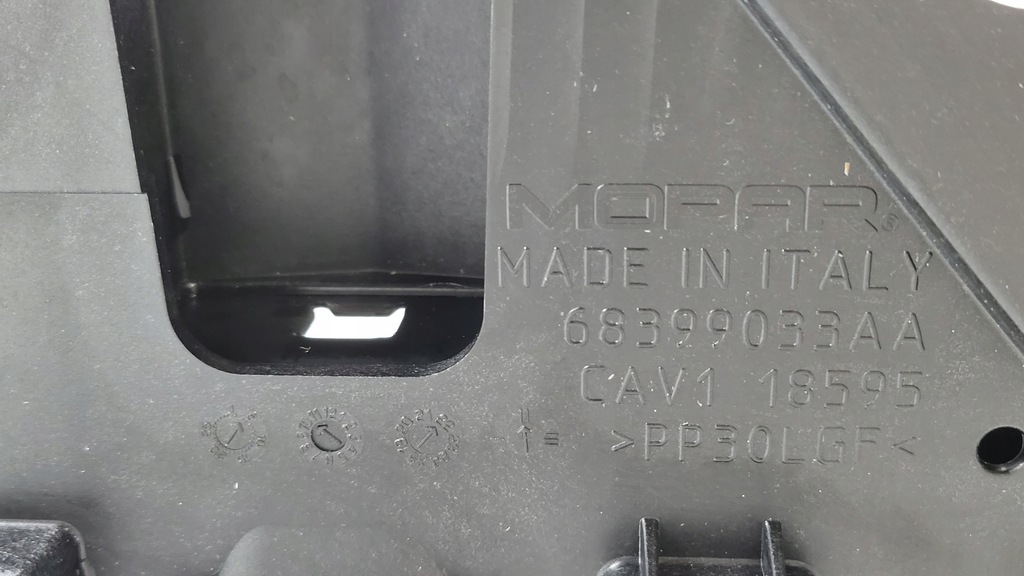 MOPAR®
MADE IN ITALY
68399033AA
CAV1 18595
>PP30LGF<